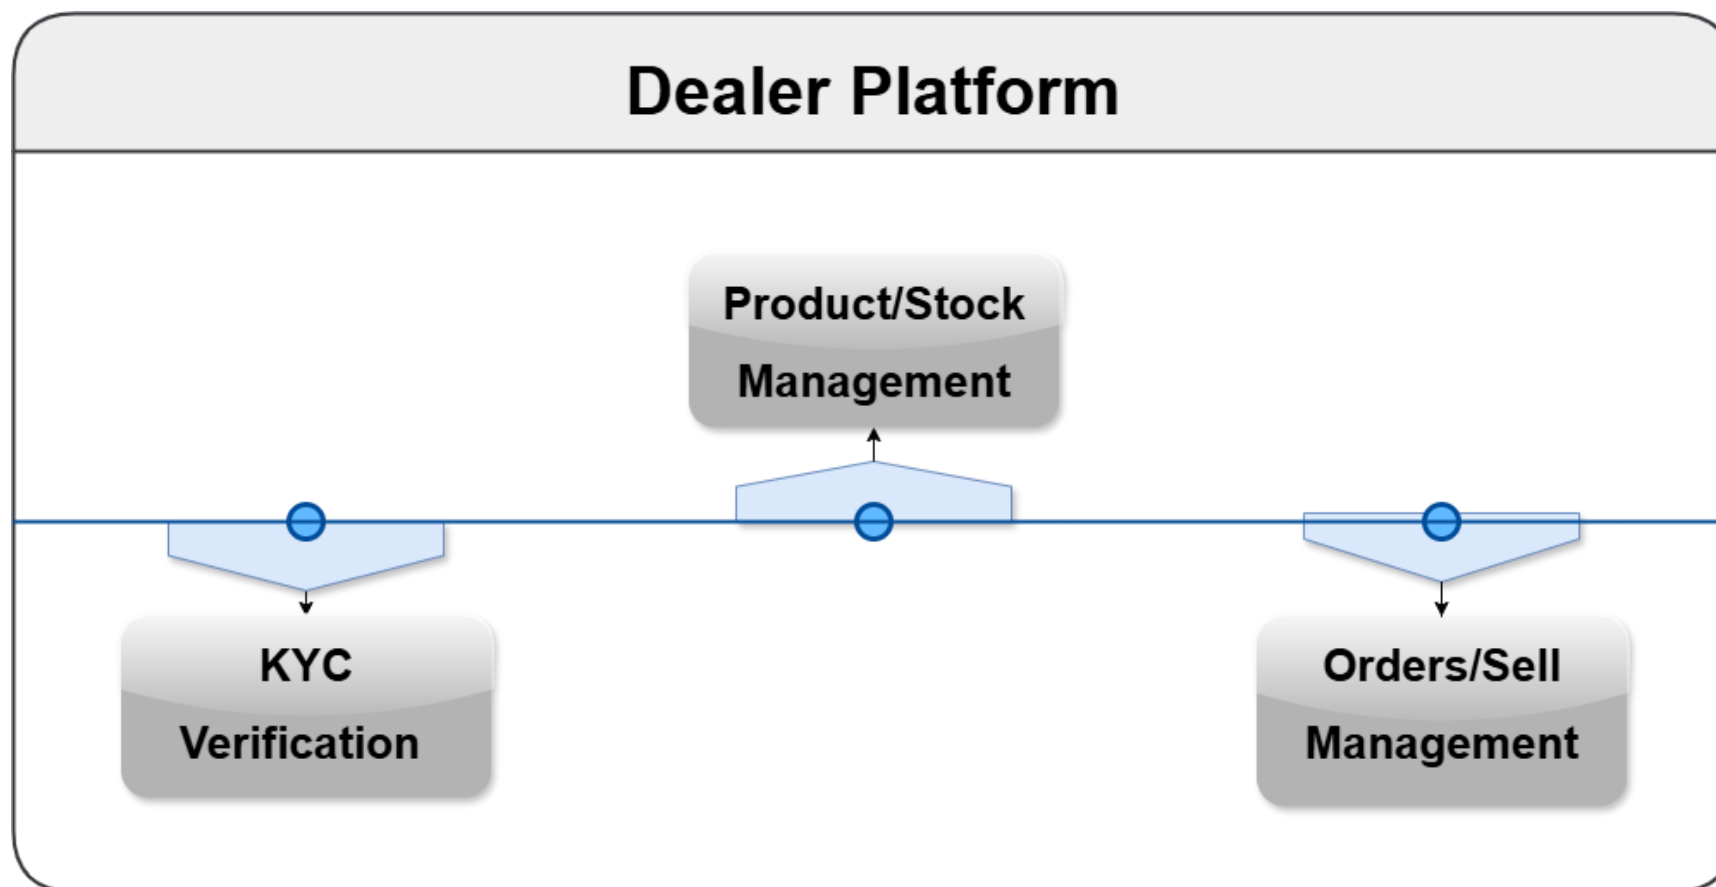 Dealer Platform
Product/Stock
Management
KYC
Verification
Orders/Sell
Management